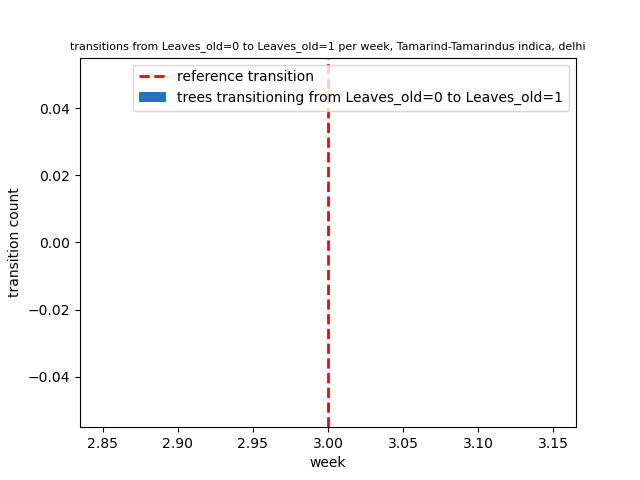 transitions from Leaves_old=0 to Leaves_old=1 per week, Tamarind-Tamarindus indica, delhi
reference transition
trees transitioning from Leaves_old=0 to Leaves_old=1
transition count
0.04
0.02
0.00
−0.02
−0.04
2.85 2.90 2.95 3.00 3.05 3.10 3.15
week